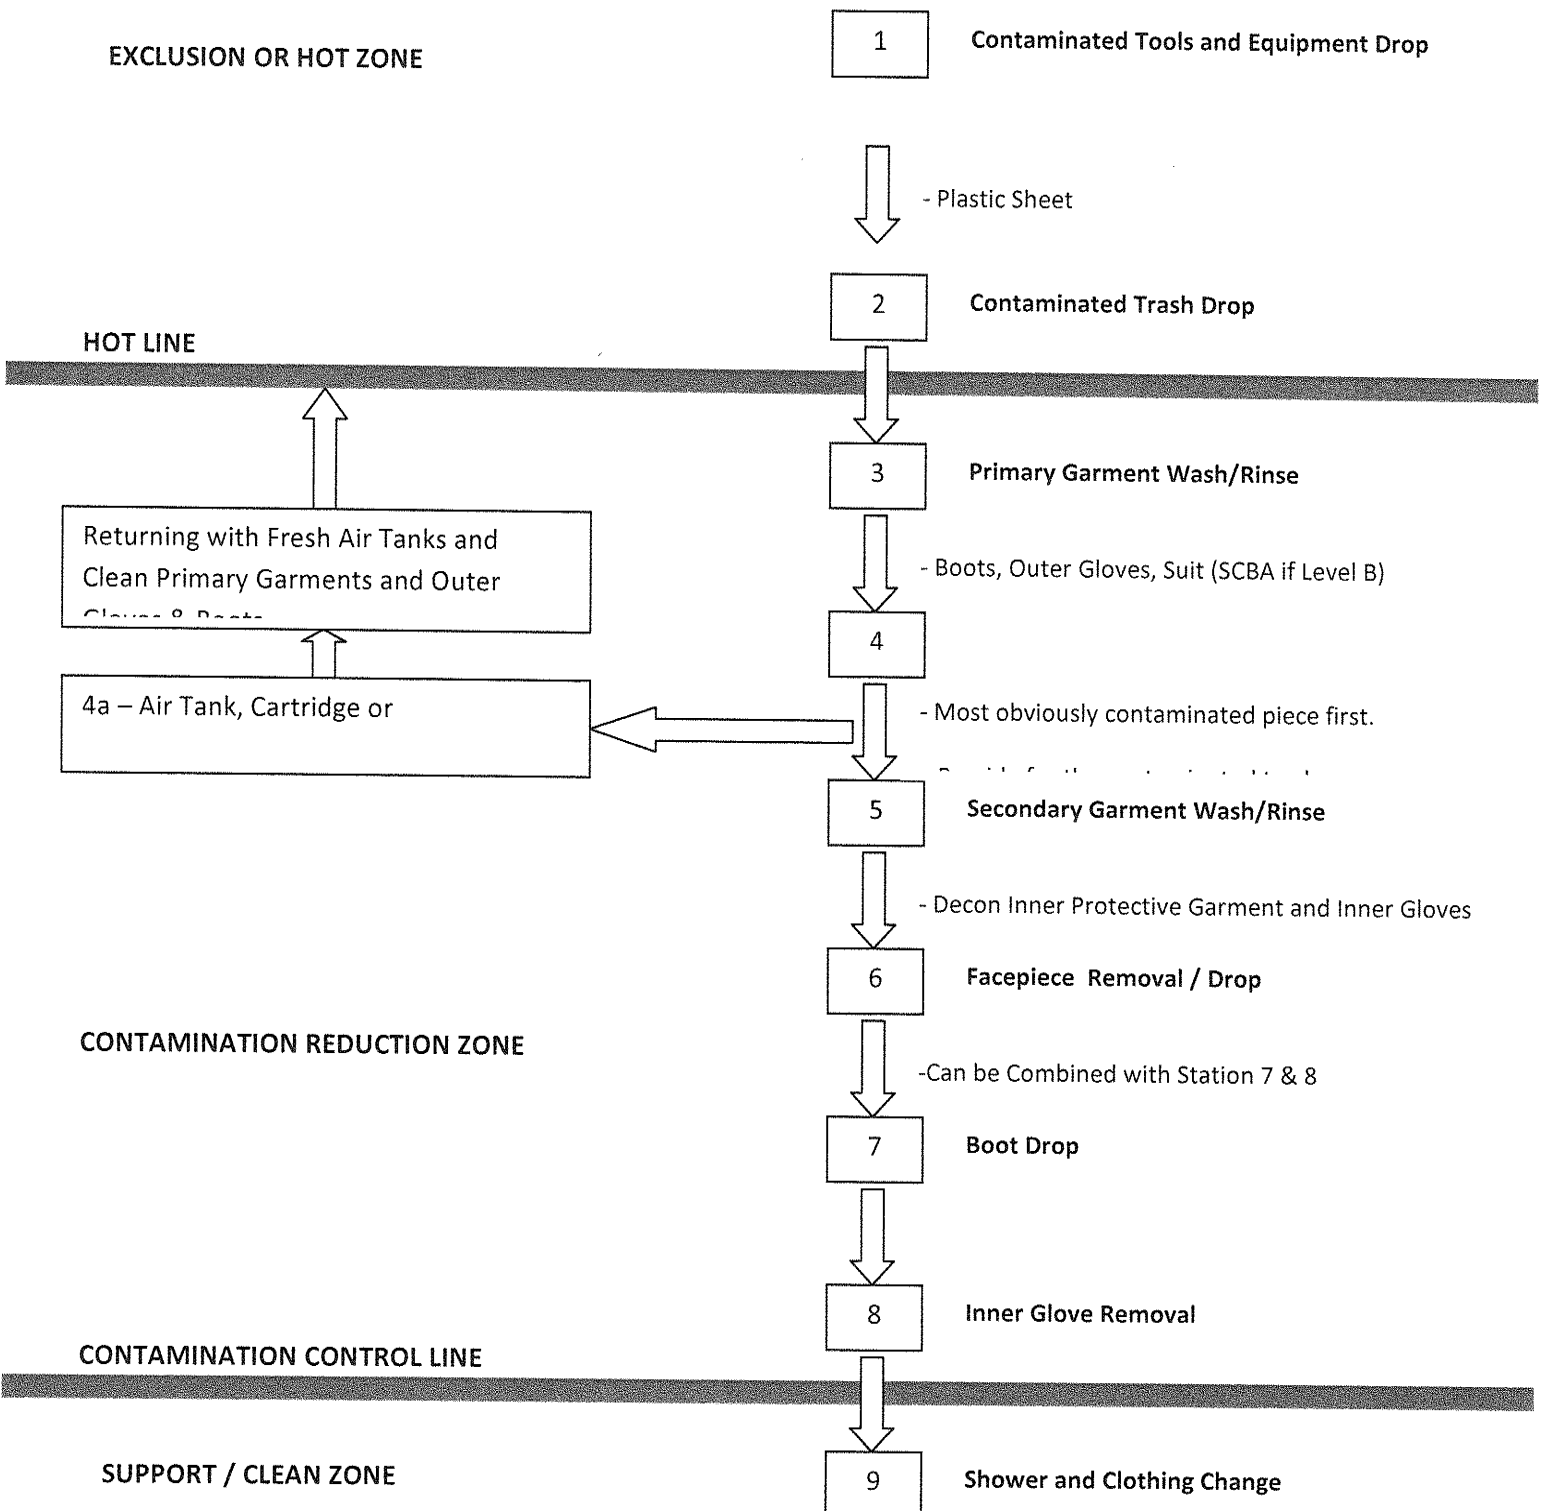 EXCLUSION OR HOT ZONE
1
Contaminated Tools and Equipment Drop
- Plastic Sheet
2
Contaminated Trash Drop
HOT LINE
3
Primary Garment Wash/Rinse
Returning with Fresh Air Tanks and
Clean Primary Garments and Outer
- Boots, Outer Gloves, Suit (SCBA if Level B)
4
4a – Air Tank, Cartridge or
- Most obviously contaminated piece first.
5
Secondary Garment Wash/Rinse
- Decon Inner Protective Garment and Inner Gloves
6
Facepiece Removal / Drop
CONTAMINATION REDUCTION ZONE
-Can be Combined with Station 7 & 8
7
Boot Drop
8
Inner Glove Removal
CONTAMINATION CONTROL LINE
SUPPORT / CLEAN ZONE
9
Shower and Clothing Change